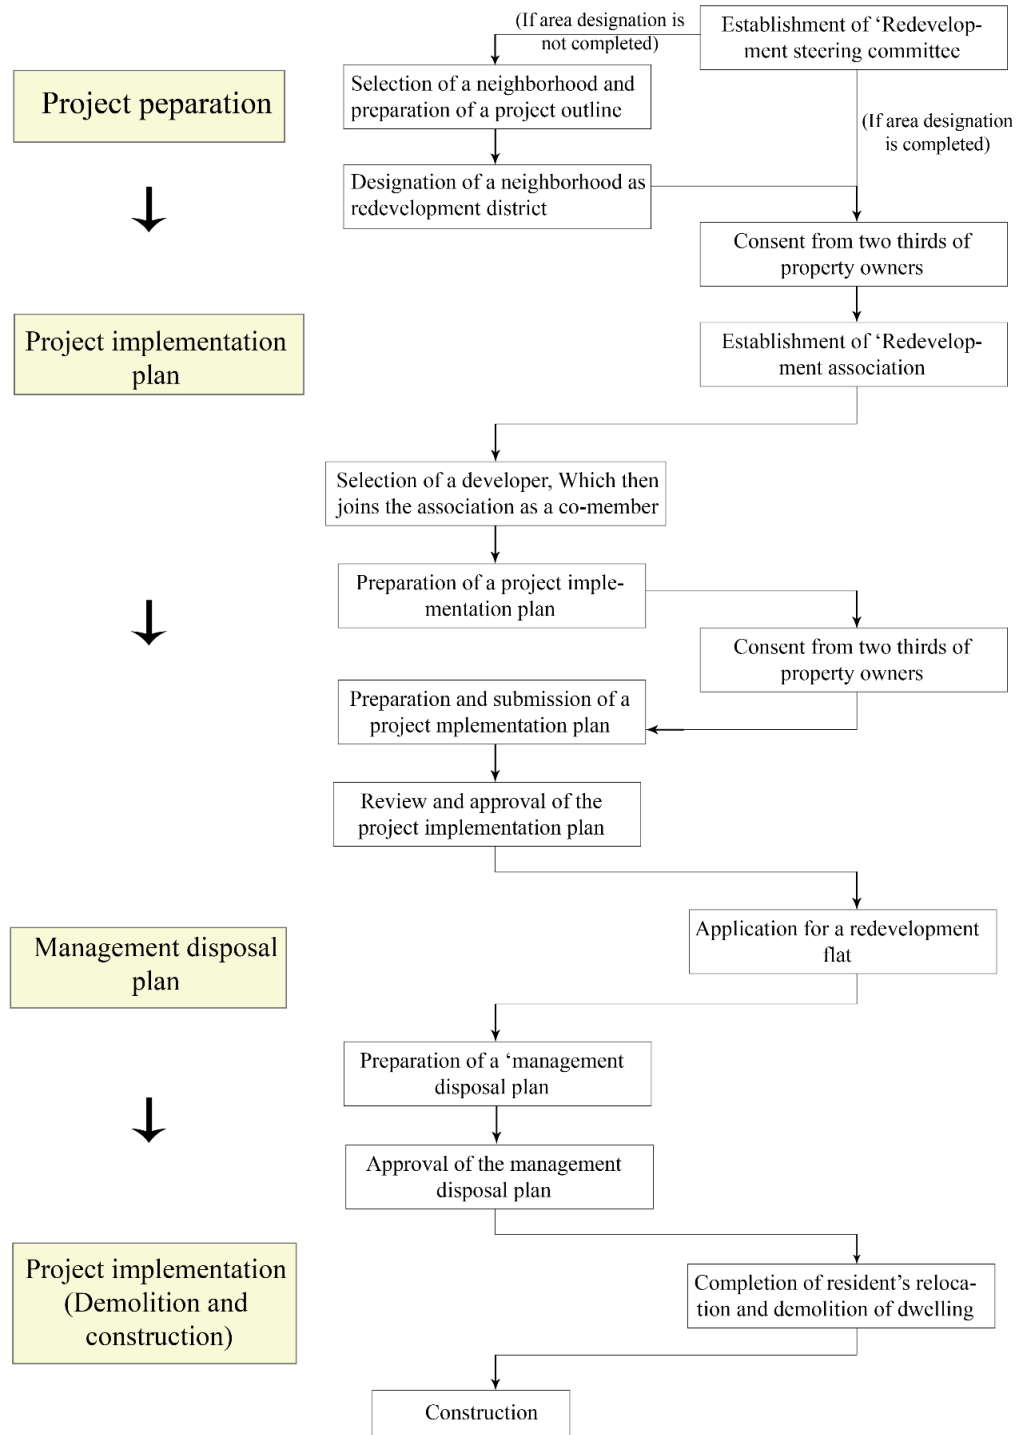 (If area designation is
not completed)
Establishment of ‘Redevelop-
ment steering committee
Project peparation
Selection of a neighborhood and
preparation of a project outline
(If area designation
is completed)
Designation of a neighborhood as
redevelopment district
Consent from two thirds of
property owners
Project implementation
plan
Establishment of ‘Redevelop-
ment association
Selection of a developer, Which then
joins the association as a co-member
Preparation of a project imple-
mentation plan
Consent from two thirds of
property owners
Preparation and submission of a
project mplementation plan
Review and approval of the
project implementation plan
Application for a redevelopment
flat
Management disposal
plan
Preparation of a ‘management
disposal plan
Approval of the management
disposal plan
Project implementation
(Demolition and
construction)
Completion of resident’s reloca-
tion and demolition of dwelling
Construction